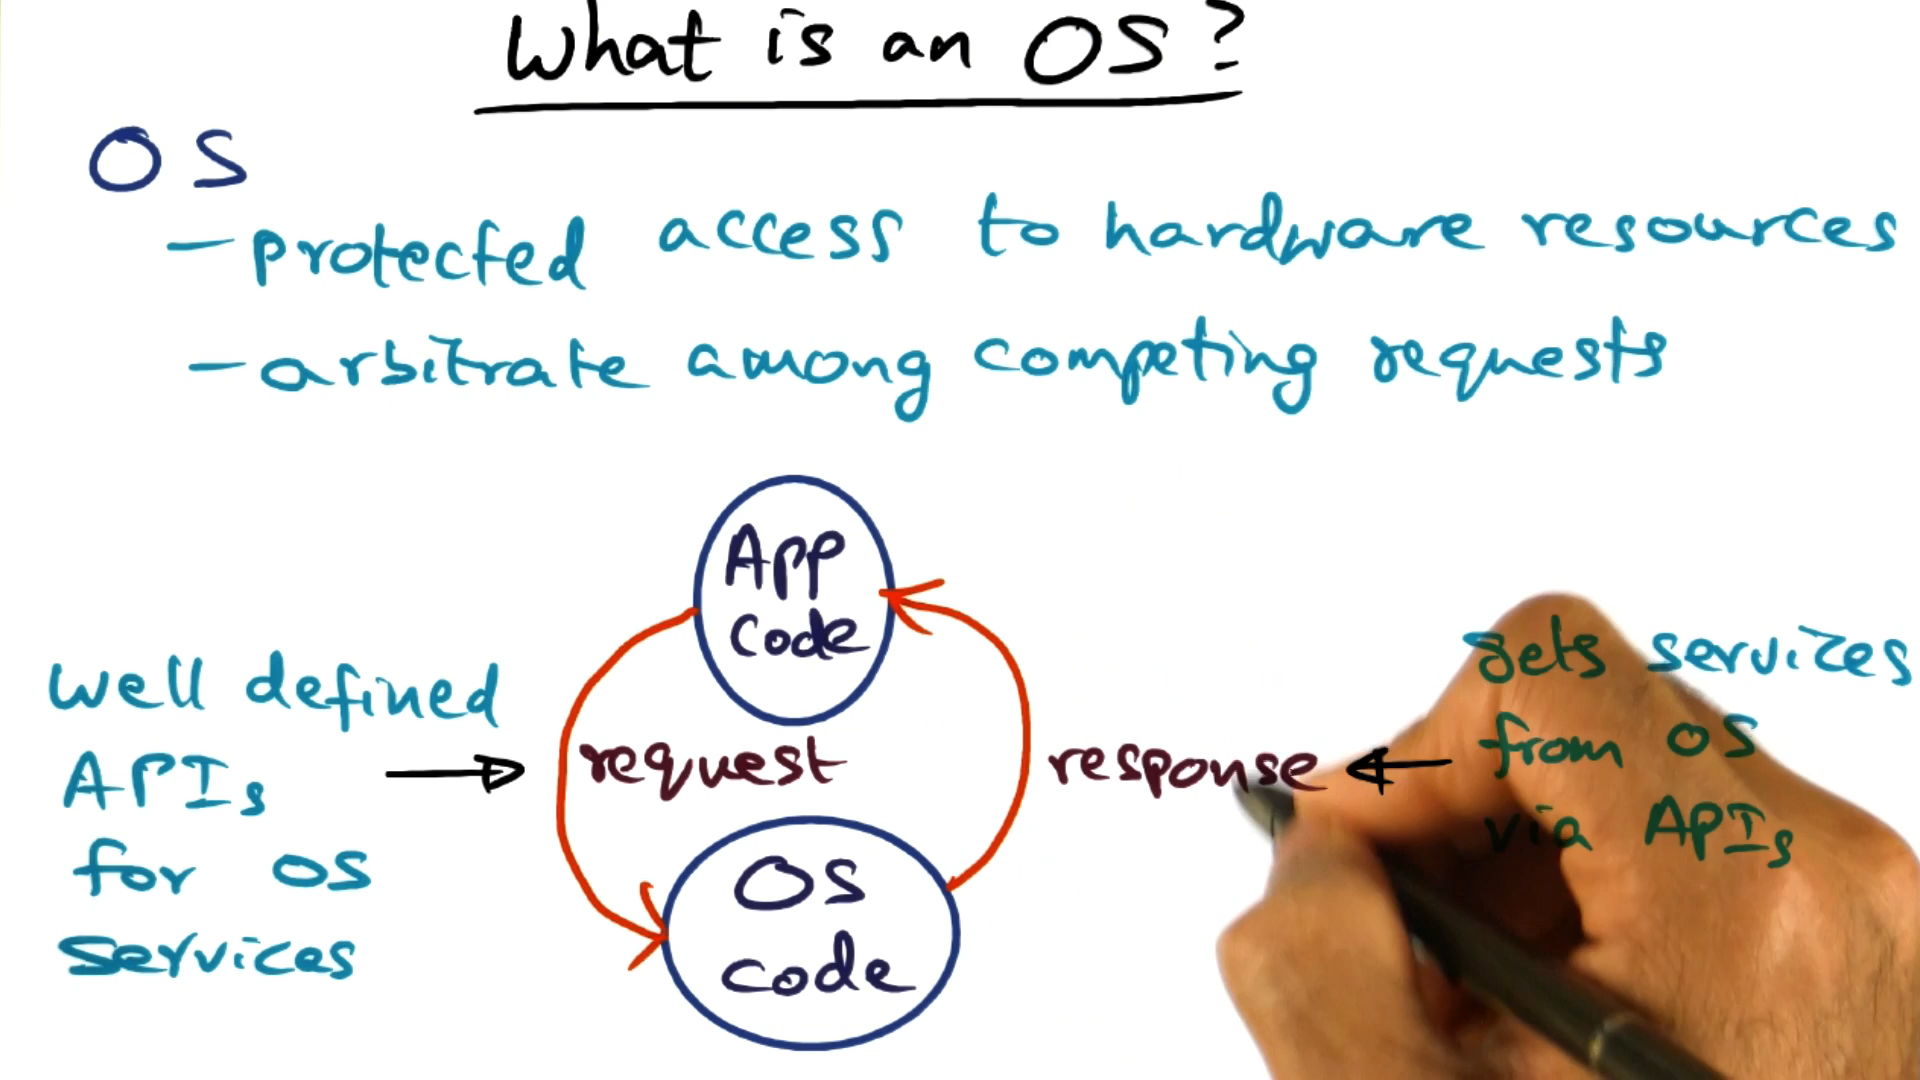 What is an OS?
OS
- protected access to hardware resources
- arbitrate among competing requests
App
Code
well defined
APIs
for OS
services
request
response
gets services
from OS
via APIs
OS
code